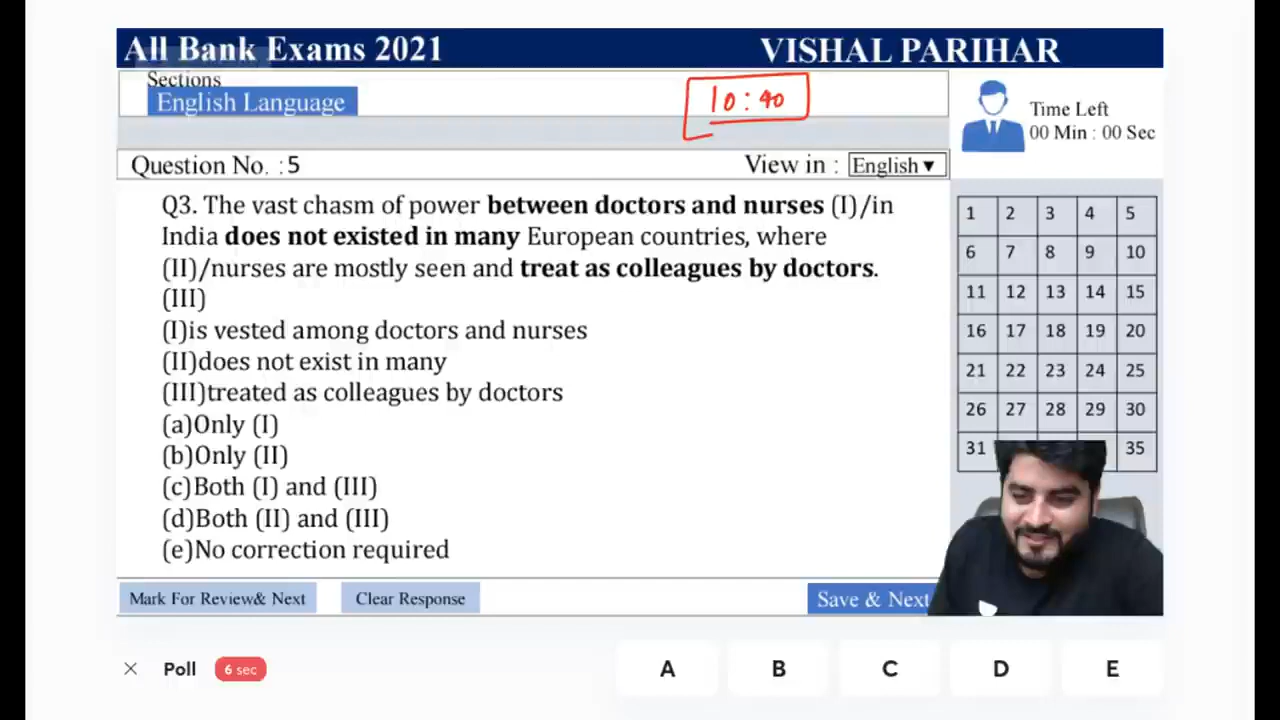 All Bank Exams 2021 VISHAL PARIHAR
Sections
English Language
10:40
Time Left
00 Min : 00 Sec
Question No. : 5 View in : English▼
Q3. The vast chasm of power between doctors and nurses (I)/in
India does not existed in many European countries, where
(II)/nurses are mostly seen and treat as colleagues by doctors.
(III)
(I)is vested among doctors and nurses
(II)does not exist in many
(III)treated as colleagues by doctors
(a)Only (I)
(b)Only (II)
(c)Both (I) and (III)
(d)Both (II) and (III)
(e)No correction required
1 2 3 4 5
6 7 8 9 10
11 12 13 14 15
16 17 18 19 20
21 22 23 24 25
26 27 28 29 30
31 35
Mark For Review& Next Clear Response Save & Next
× Poll 6 sec A B C D E